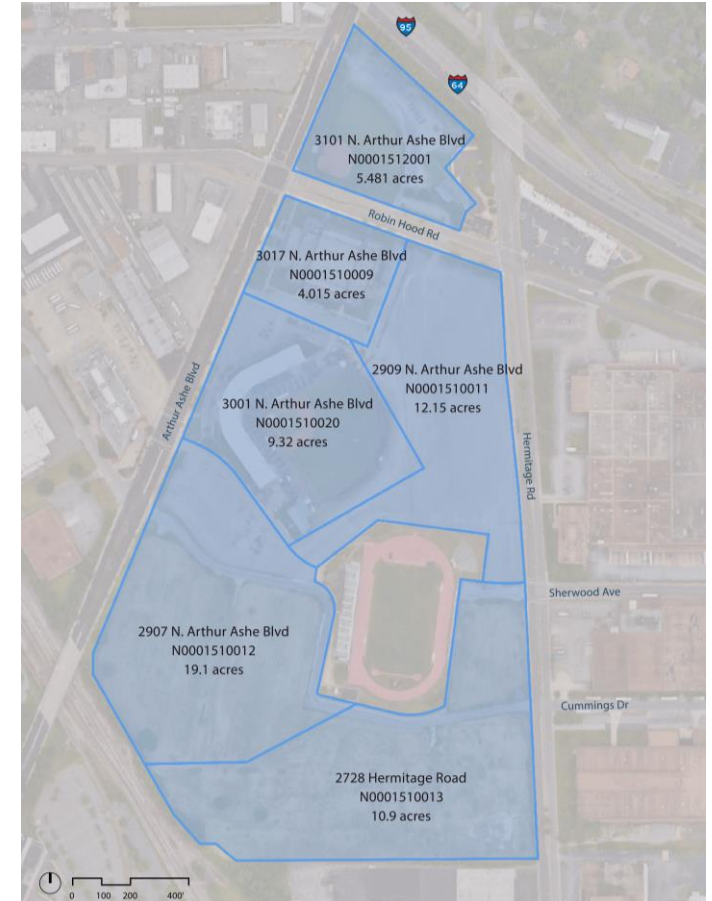 95
64
3101 N. Arthur Ashe Blvd
N0001512001
5.481 acres
Robin Hood Rd
3017 N. Arthur Ashe Blvd
N0001510009
4.015 acres
2909 N. Arthur Ashe Blvd
N0001510011
12.15 acres
Arthur Ashe Blvd
3001 N. Arthur Ashe Blvd
N0001510020
9.32 acres
Hermitage Rd
Sherwood Ave
2907 N. Arthur Ashe Blvd
N0001510012
19.1 acres
Cummings Dr
2728 Hermitage Road
N0001510013
10.9 acres
0 100 200 400'